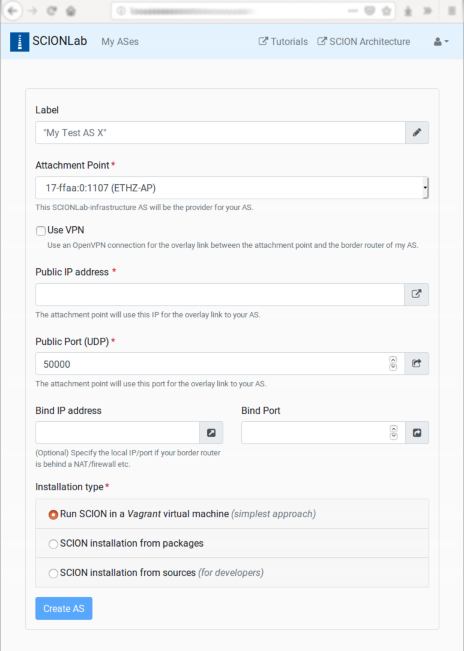 SCIONLab My ASes Tutorials SCION Architecture
Label
"My Test AS X"
Attachment Point *
17-ffaa:0:1107 (ETHZ-AP)
This SCIONLab-infrastructure AS will be the provider for your AS.
Use VPN
Use an OpenVPN connection for the overlay link between the attachment point and the border router of my AS.
Public IP address *
The attachment point will use this IP for the overlay link to your AS.
Public Port (UDP) *
50000
The attachment point will use this port for the overlay link to your AS.
Bind IP address Bind Port
(Optional) Specify the local IP/port if your border router
is behind a NAT/firewall etc.
Installation type *
Run SCION in a Vagrant virtual machine (simplest approach)
SCION installation from packages
SCION installation from sources (for developers)
Create AS